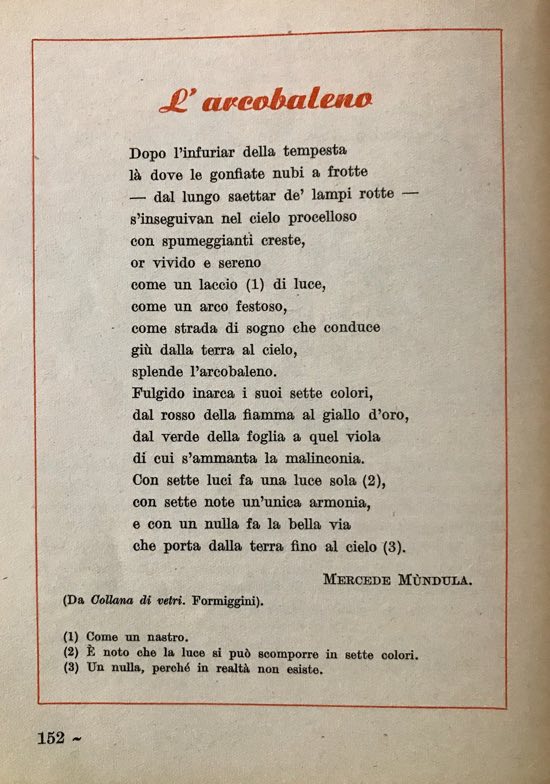 L'arcobaleno
Dopo l'infuriar della tempesta
là dove le gonfiate nubi a frotte
— dal lungo saettar de' lampi rotte —
s'inseguivan nel cielo procelloso
con spumeggianti creste,
or vivido e sereno
come un laccio (1) di luce,
come un arco festoso,
come strada di sogno che conduce
giù dalla terra al cielo,
splende l'arcobaleno.
Fulgido inarca i suoi sette colori,
dal rosso della fiamma al giallo d'oro,
dal verde della foglia a quel viola
di cui s'ammanta la malinconia.
Con sette luci fa una luce sola (2),
con sette note un'unica armonia,
e con un nulla fa la bella via
che porta dalla terra fino al cielo (3).
Mercede Mùndula.
(Da Collana di vetri. Formiggini).
(1) Come un nastro.
(2) È noto che la luce si può scomporre in sette colori.
(3) Un nulla, perché in realtà non esiste.
152 ~